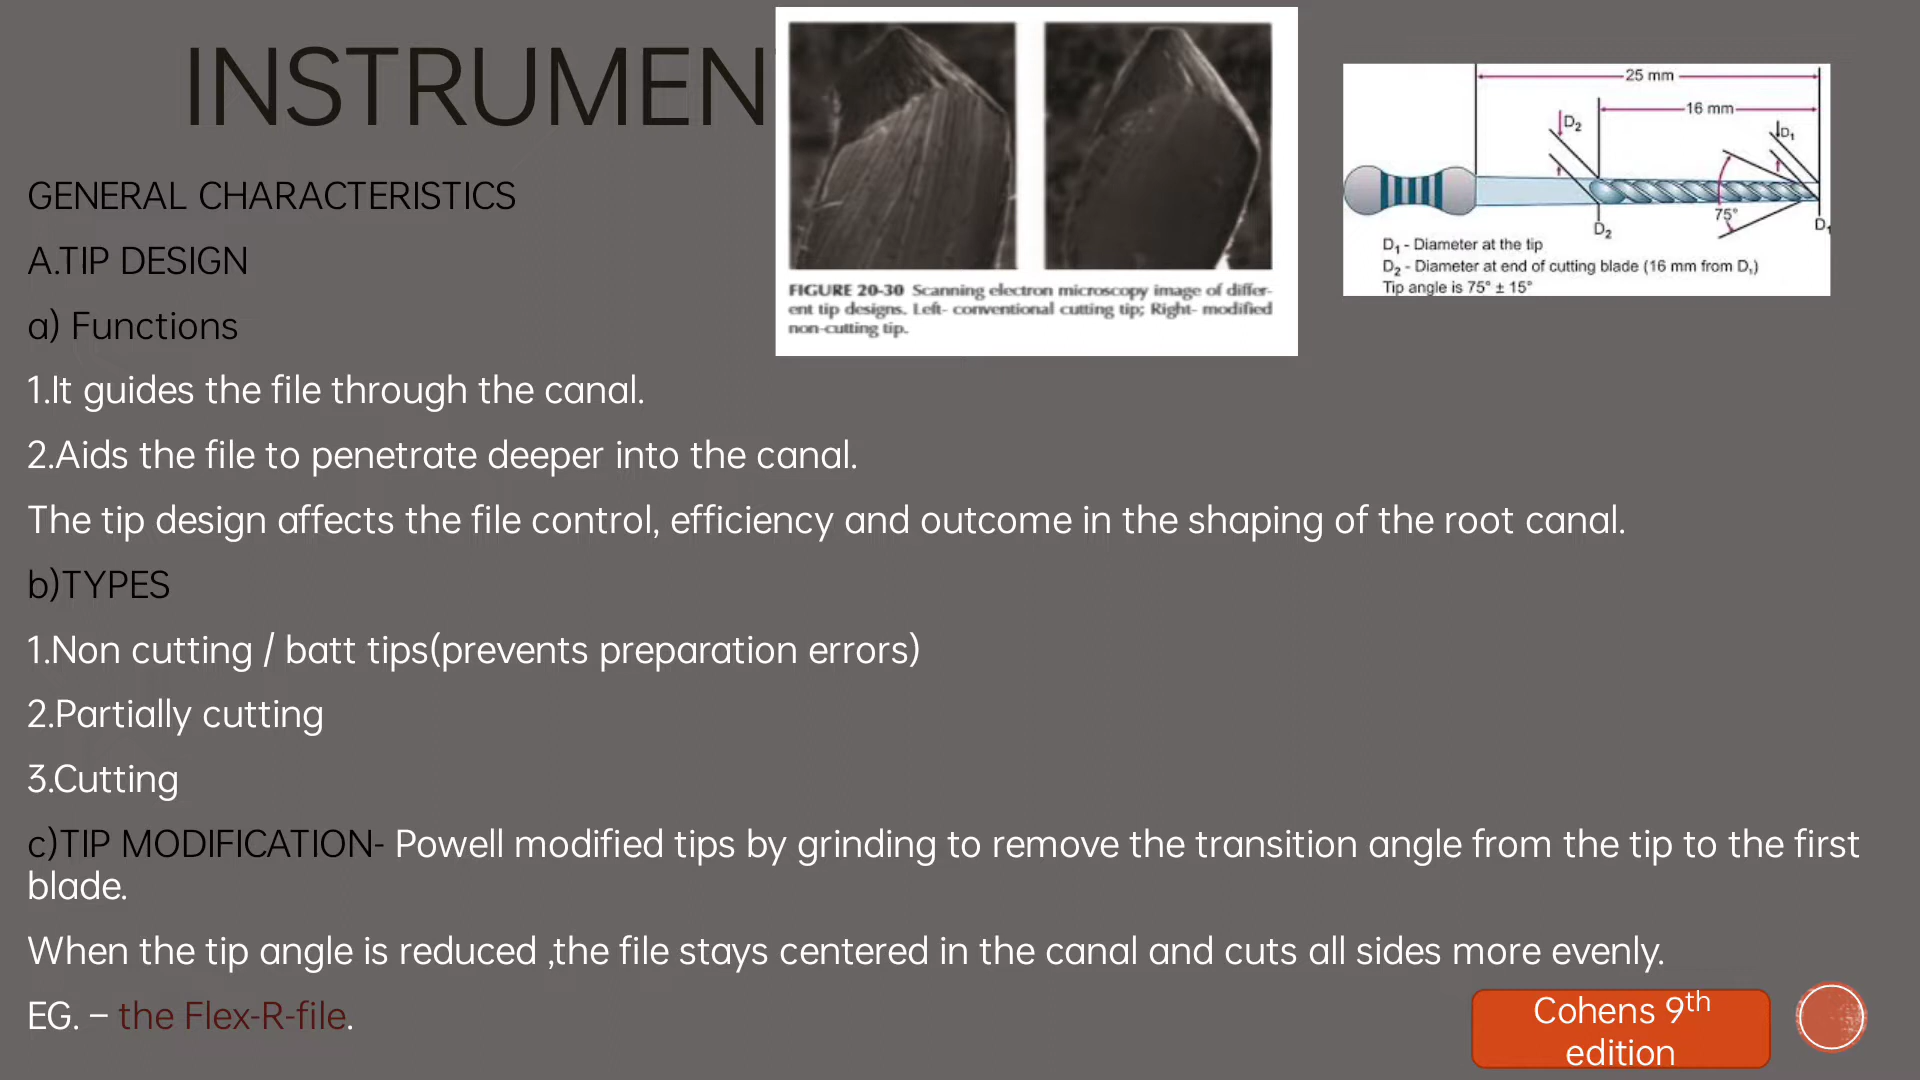 INSTRUMEN
GENERAL CHARACTERISTICS
A.TIP DESIGN
a) Functions
1.It guides the file through the canal.
2.Aids the file to penetrate deeper into the canal.
The tip design affects the file control, efficiency and outcome in the shaping of the root canal.
b)TYPES
1.Non cutting / batt tips(prevents preparation errors)
2.Partially cutting
3.Cutting
c)TIP MODIFICATION- Powell modified tips by grinding to remove the transition angle from the tip to the first
blade.
When the tip angle is reduced ,the file stays centered in the canal and cuts all sides more evenly.
EG. – the Flex-R-file.
FIGURE 20-30 Scanning electron microscopy image of differ-
ent tip designs. Left- conventional cutting tip; Right- modified
non-cutting tip.
25 mm
16 mm
D2
D1
75°
D2
D1
D1 - Diameter at the tip
D2 - Diameter at end of cutting blade (16 mm from D1)
Tip angle is 75° ± 15°
Cohens 9th
edition